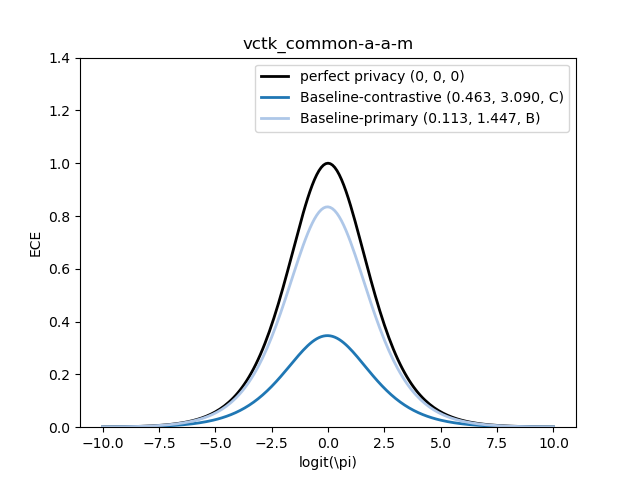 vctk_common-a-a-m
perfect privacy (0, 0, 0)
Baseline-contrastive (0.463, 3.090, C)
Baseline-primary (0.113, 1.447, B)
ECE
1.4
1.2
1.0
0.8
0.6
0.4
0.2
0.0
−10.0 −7.5 −5.0 −2.5 0.0 2.5 5.0 7.5 10.0
logit(\pi)